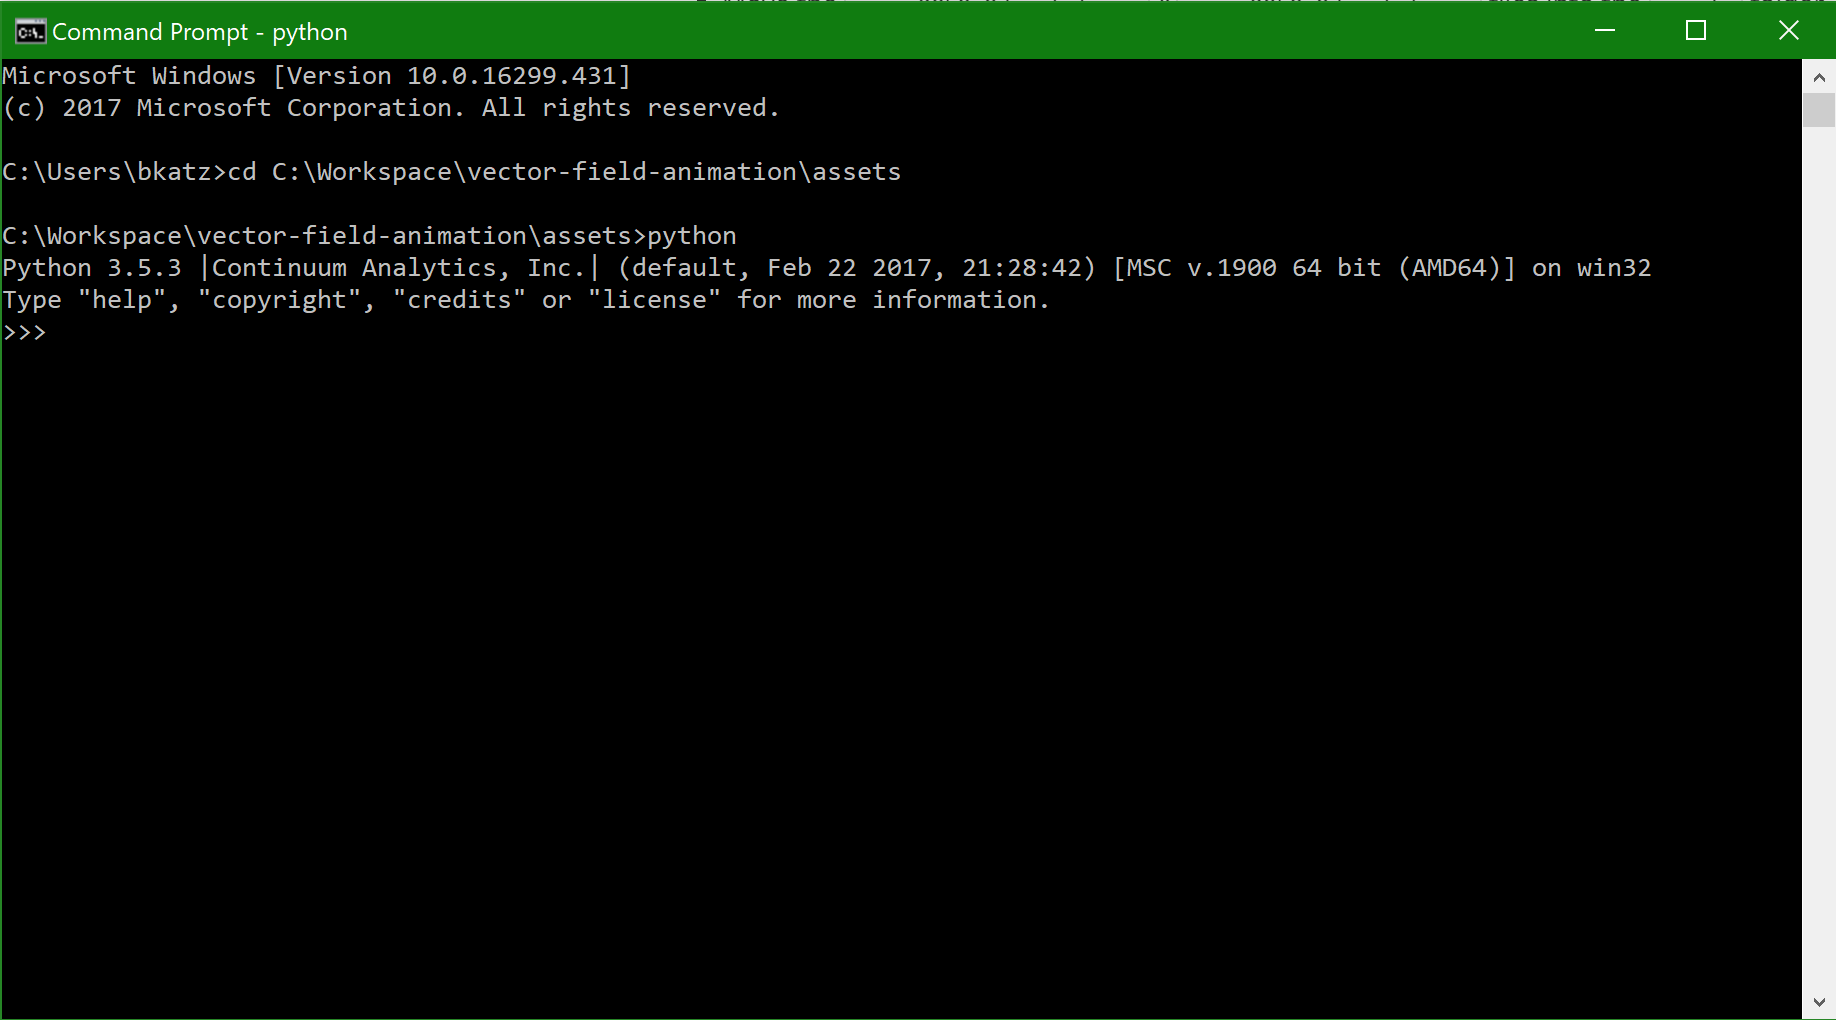 Command Prompt - python
Microsoft Windows [Version 10.0.16299.431]
(c) 2017 Microsoft Corporation. All rights reserved.
C:\Users\bkatz>cd C:\Workspace\vector-field-animation\assets
C:\Workspace\vector-field-animation\assets>python
Python 3.5.3 |Continuum Analytics, Inc.| (default, Feb 22 2017, 21:28:42) [MSC v.1900 64 bit (AMD64)] on win32
Type "help", "copyright", "credits" or "license" for more information.
>>>